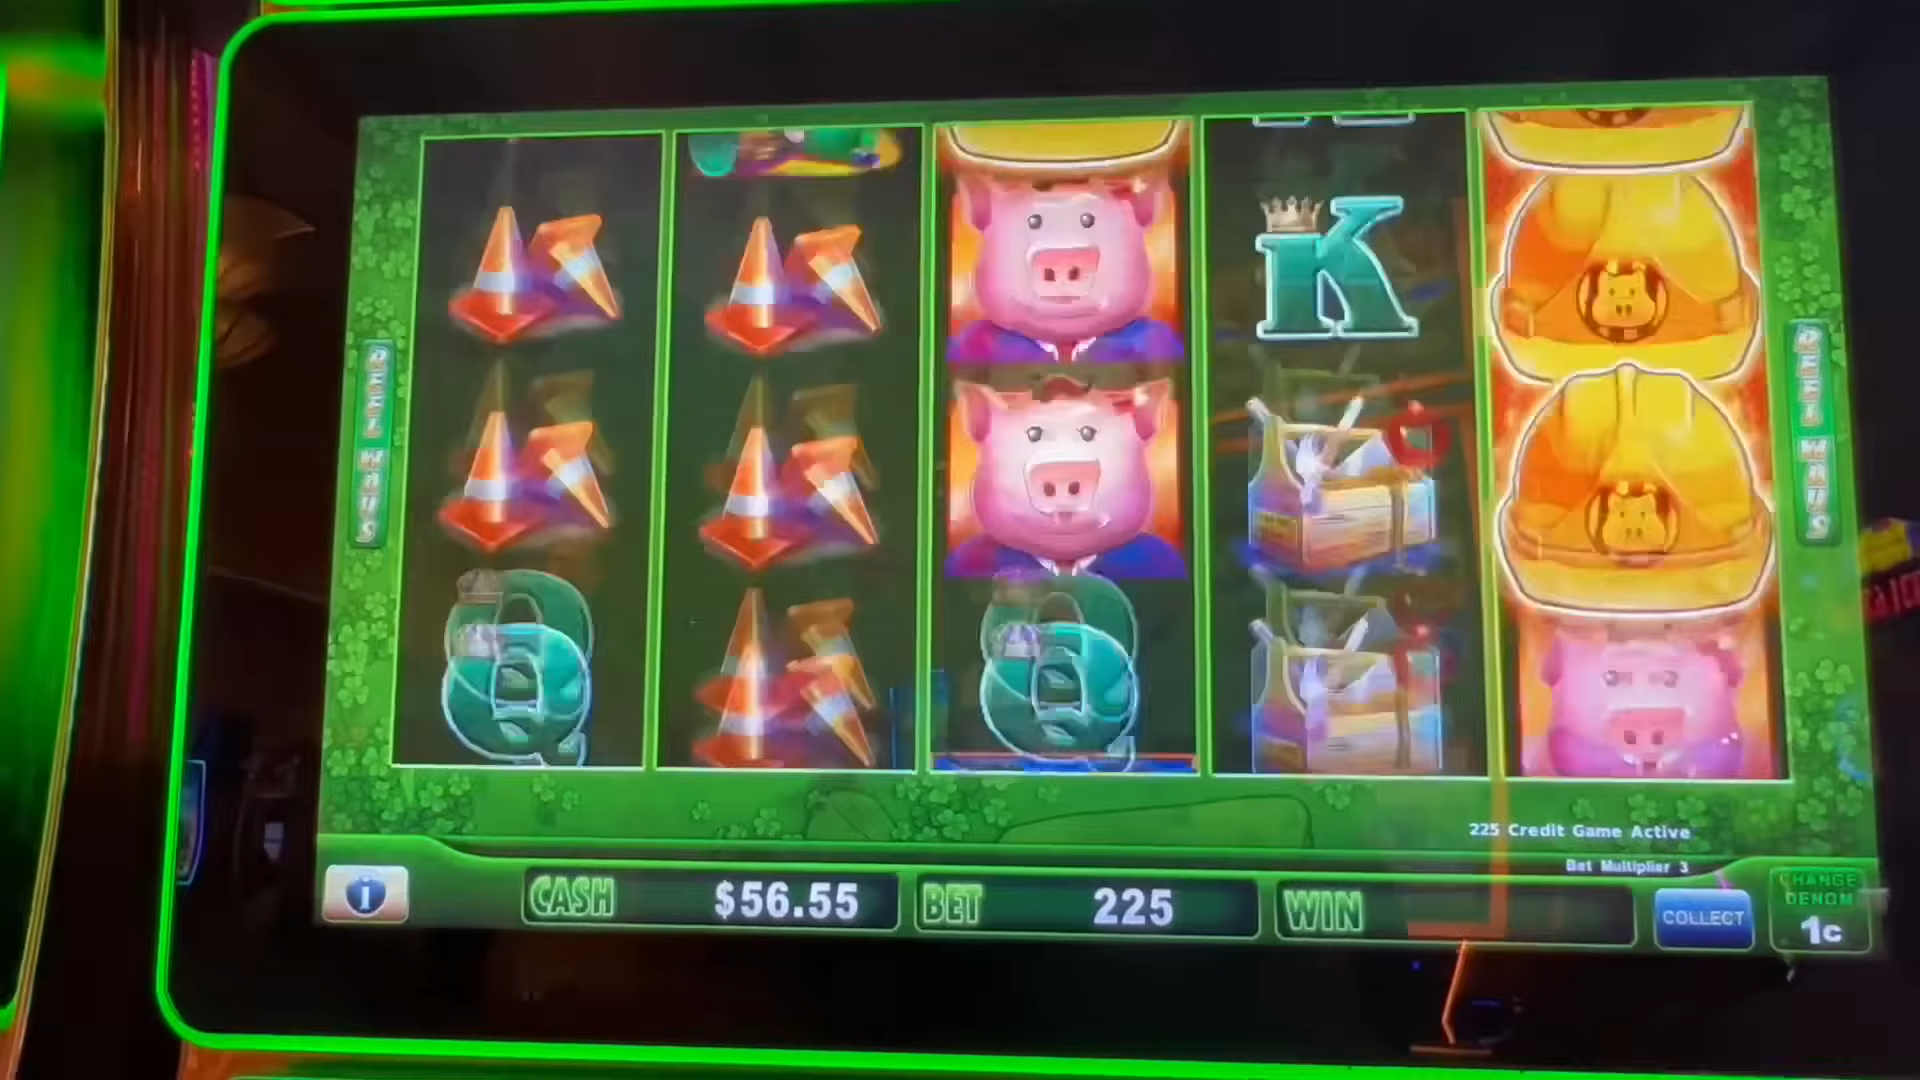 K
Q
Q
REEL WAYS
REEL WAYS
225 Credit Game Active
Bet Multiplier 3
CASH $56.55
BET 225
WIN
COLLECT
CHANGE
DENOM
1c